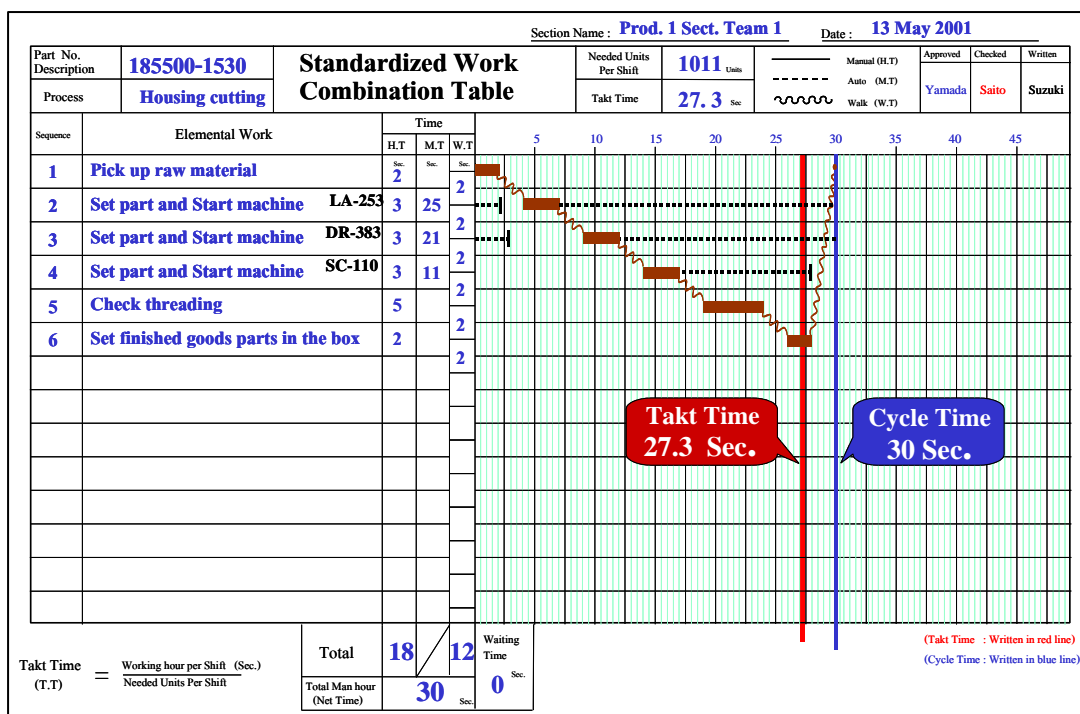 Section Name : Prod. 1 Sect. Team 1 Date : 13 May 2001
Part No.
Description
185500-1530
Process
Housing cutting
Standardized Work
Combination Table
Needed Units
Per Shift
1011 Units
Takt Time
27. 3 Sec
Manual (H.T)
Auto (M.T)
Walk (W.T)
Approved Checked Written
Yamada Saito Suzuki
Sequence Elemental Work Time
H.T M.T W.T
5 10 15 20 25 30 35 40 45
Sec. Sec. Sec.
1 Pick up raw material 2
2
2 Set part and Start machine LA-253 3 25
2
3 Set part and Start machine DR-383 3 21
2
4 Set part and Start machine SC-110 3 11
2
5 Check threading 5
2
6 Set finished goods parts in the box 2
2
Takt Time
27.3 Sec.
Cycle Time
30 Sec.
Takt Time
(T.T)
=
Working hour per Shift (Sec.)
Needed Units Per Shift
Total 18 12
Total Man hour
(Net Time)
30 Sec.
Waiting
Time
0 Sec.
(Takt Time : Written in red line)
(Cycle Time : Written in blue line)